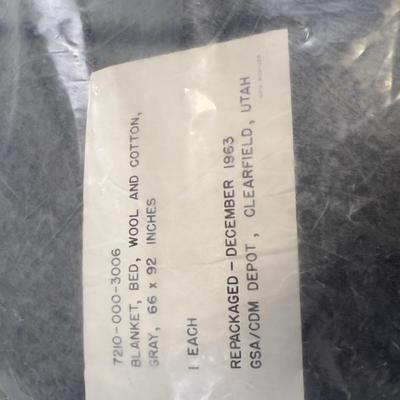 7210-000-3006
BLANKET, BED, WOOL AND COTTON,
GRAY, 66 x 92 INCHES
1 EACH
REPACKAGED-DECEMBER 1963
GSA/CDM DEPOT, CLEARFIELD, UTAH